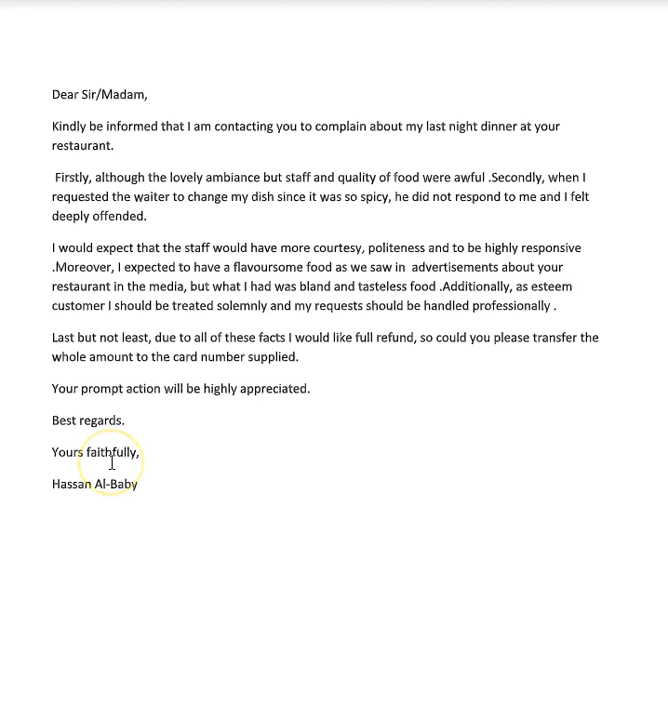 Dear Sir/Madam,
Kindly be informed that I am contacting you to complain about my last night dinner at your
restaurant.
Firstly, although the lovely ambiance but staff and quality of food were awful .Secondly, when I
requested the waiter to change my dish since it was so spicy, he did not respond to me and I felt
deeply offended.
I would expect that the staff would have more courtesy, politeness and to be highly responsive
.Moreover, I expected to have a flavoursome food as we saw in  advertisements about your
restaurant in the media, but what I had was bland and tasteless food .Additionally, as esteem
customer I should be treated solemnly and my requests should be handled professionally .
Last but not least, due to all of these facts I would like full refund, so could you please transfer the
whole amount to the card number supplied.
Your prompt action will be highly appreciated.
Best regards.
Yours faithfully,
Hassan Al-Baby